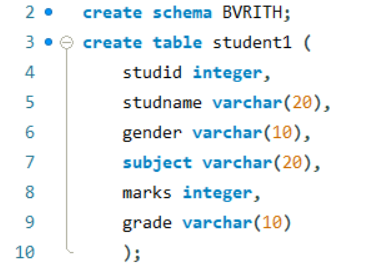 2 create schema BVRITH;
3 create table student1 (
4 studid integer,
5 studname varchar(20),
6 gender varchar(10),
7 subject varchar(20),
8 marks integer,
9 grade varchar(10)
10 );